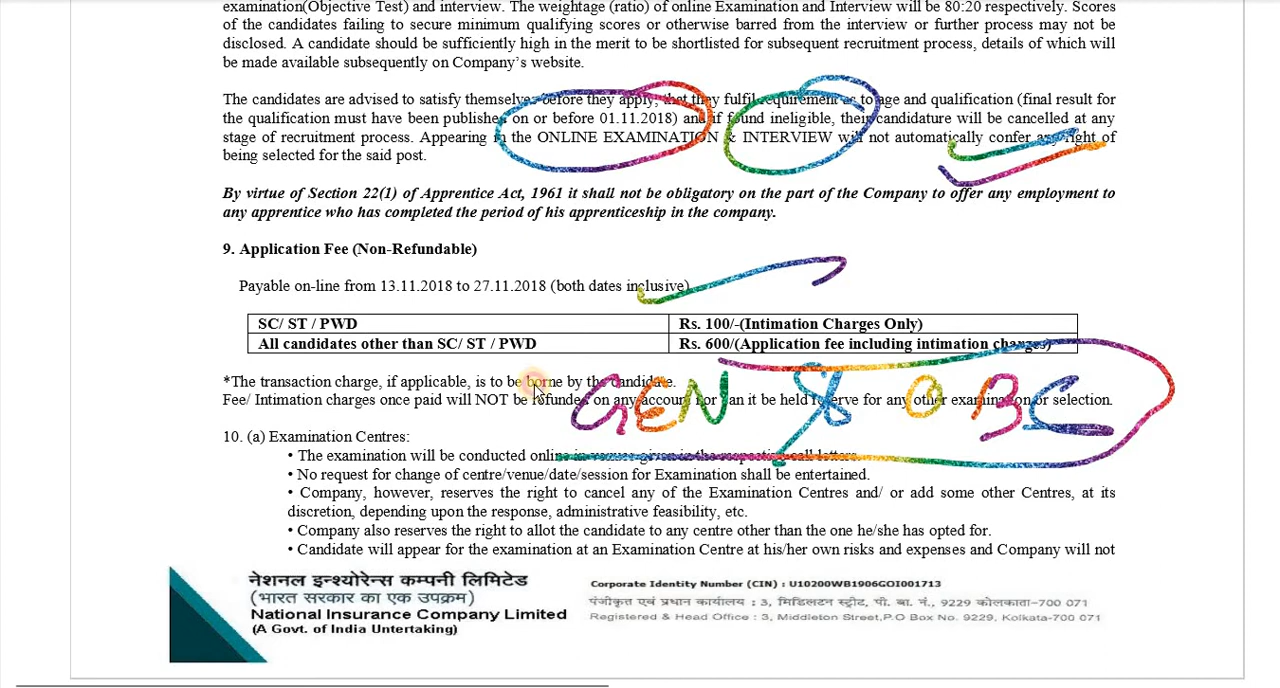 examination(Objective Test) and interview. The weightage (ratio) of online Examination and Interview will be 80:20 respectively. Scores
of the candidates failing to secure minimum qualifying scores or otherwise barred from the interview or further process may not be
disclosed. A candidate should be sufficiently high in the merit to be shortlisted for subsequent recruitment process, details of which will
be made available subsequently on Company's website.
The candidates are advised to satisfy themselves before they apply, that they fulfil requirement as to age and qualification (final result for
the qualification must have been published on or before 01.11.2018) and if found ineligible, their candidature will be cancelled at any
stage of recruitment process. Appearing in the ONLINE EXAMINATION & INTERVIEW will not automatically confer any right of
being selected for the said post.
By virtue of Section 22(1) of Apprentice Act, 1961 it shall not be obligatory on the part of the Company to offer any employment to
any apprentice who has completed the period of his apprenticeship in the company.
9. Application Fee (Non-Refundable)
Payable on-line from 13.11.2018 to 27.11.2018 (both dates inclusive)
SC/ ST / PWD Rs. 100/-(Intimation Charges Only)
All candidates other than SC/ ST / PWD Rs. 600/(Application fee including intimation charges)
*The transaction charge, if applicable, is to be borne by the candidate.
GEN & OBC
Fee/ Intimation charges once paid will NOT be refunded on any account nor can it be held reserve for any other examination or selection.
10. (a) Examination Centres:
• The examination will be conducted online in venues given in the respective call letters.
• No request for change of centre/venue/date/session for Examination shall be entertained.
• Company, however, reserves the right to cancel any of the Examination Centres and/ or add some other Centres, at its
discretion, depending upon the response, administrative feasibility, etc.
• Company also reserves the right to allot the candidate to any centre other than the one he/she has opted for.
• Candidate will appear for the examination at an Examination Centre at his/her own risks and expenses and Company will not
नेशनल इन्श्योरेन्स कम्पनी लिमिटेड
(भारत सरकार का एक उपक्रम)
National Insurance Company Limited
(A Govt. of India Undertaking)
Corporate Identity Number (CIN) : U10200WB1906GOI001713
पंजीकृत एवं प्रधान कार्यालय : 3, मिडिलटन स्ट्रीट, पी. बा. नं., 9229 कोलकाता-700 071
Registered & Head Office : 3, Middleton Street,P.O Box No. 9229, Kolkata-700 071